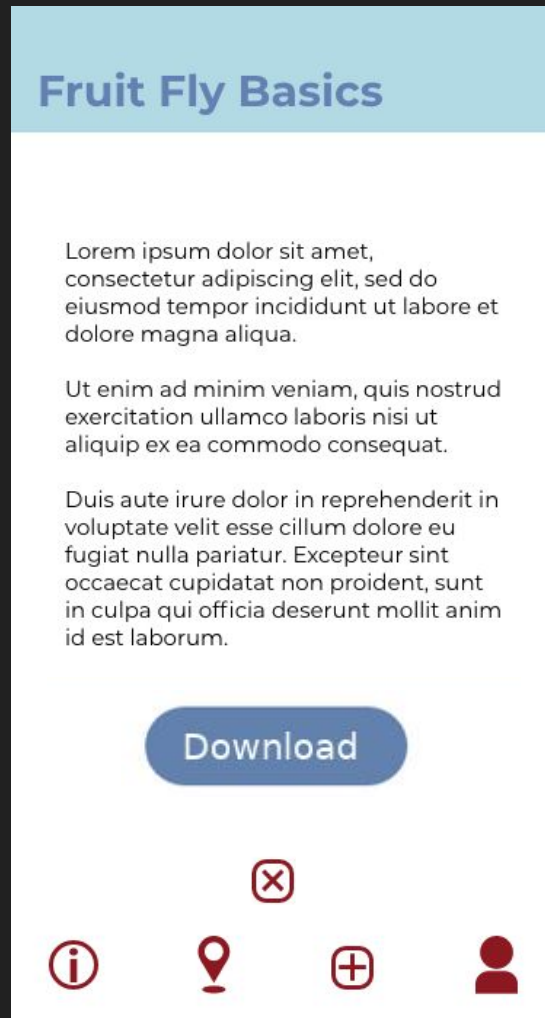 Fruit Fly Basics
Lorem ipsum dolor sit amet,
consectetur adipiscing elit, sed do
eiusmod tempor incididunt ut labore et
dolore magna aliqua.
Ut enim ad minim veniam, quis nostrud
exercitation ullamco laboris nisi ut
aliquip ex ea commodo consequat.
Duis aute irure dolor in reprehenderit in
voluptate velit esse cillum dolore eu
fugiat nulla pariatur. Excepteur sint
occaecat cupidatat non proident, sunt
in culpa qui officia deserunt mollit anim
id est laborum.
Download